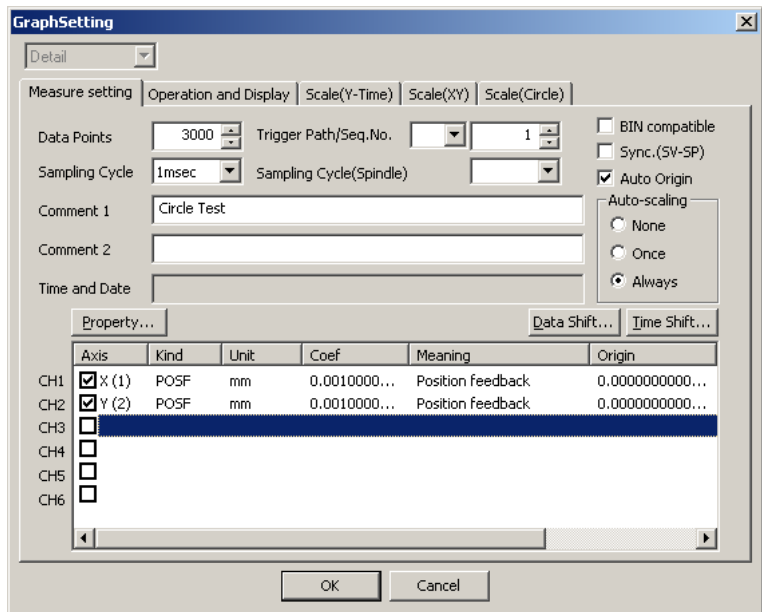 GraphSetting
Detail
Measure setting Operation and Display Scale(Y-Time) Scale(XY) Scale(Circle)
Data Points 3000 Trigger Path/Seq.No. 1 BIN compatible
Sync.(SV-SP)
Sampling Cycle 1msec Sampling Cycle(Spindle) Auto Origin
Comment 1 Circle Test Auto-scaling
None
Comment 2 Once
Time and Date Always
Property... Data Shift... Time Shift...
Axis Kind Unit Coef Meaning Origin
CH1 X (1) POSF mm 0.0010000... Position feedback 0.0000000000...
CH2 Y (2) POSF mm 0.0010000... Position feedback 0.0000000000...
CH3
CH4
CH5
CH6
OK Cancel